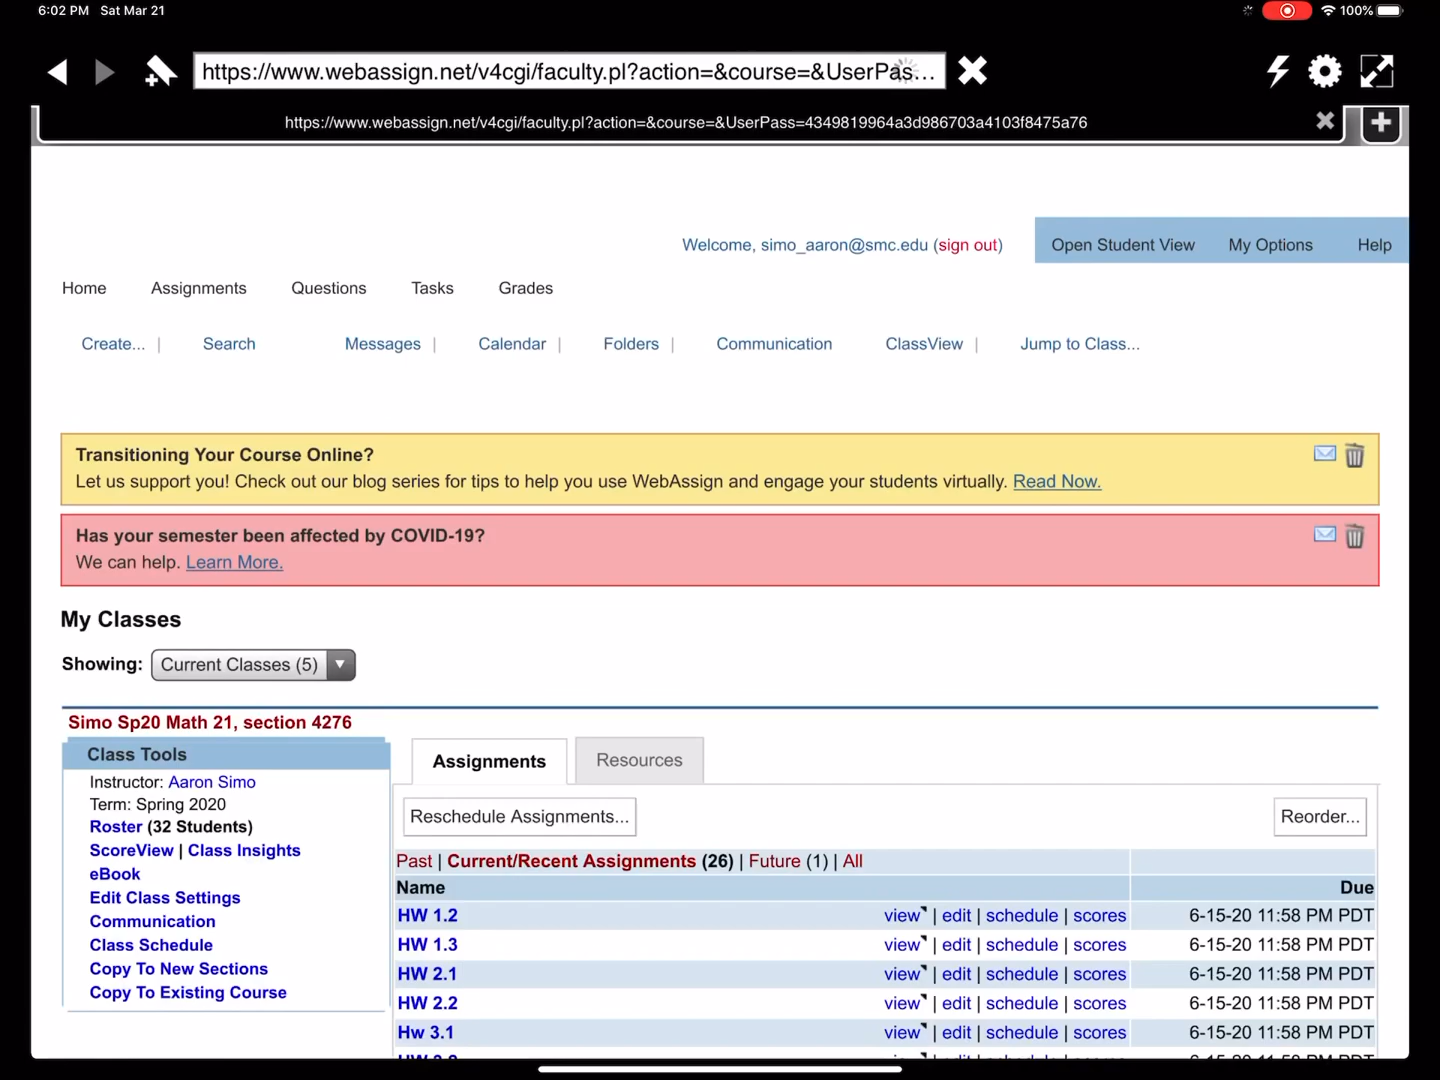 6:02 PM Sat Mar 21 100%
https://www.webassign.net/v4cgi/faculty.pl?action=&course=&UserPas...
https://www.webassign.net/v4cgi/faculty.pl?action=&course=&UserPass=4349819964a3d986703a4103f8475a76
Welcome, simo_aaron@smc.edu (sign out) Open Student View My Options Help
Home Assignments Questions Tasks Grades
Create... | Search Messages | Calendar | Folders | Communication ClassView | Jump to Class...
Transitioning Your Course Online?
Let us support you! Check out our blog series for tips to help you use WebAssign and engage your students virtually. Read Now.
Has your semester been affected by COVID-19?
We can help. Learn More.
My Classes
Showing: Current Classes (5)
Simo Sp20 Math 21, section 4276
Class Tools
Instructor: Aaron Simo
Term: Spring 2020
Roster (32 Students)
ScoreView | Class Insights
eBook
Edit Class Settings
Communication
Class Schedule
Copy To New Sections
Copy To Existing Course
Assignments Resources
Reschedule Assignments... Reorder...
Past | Current/Recent Assignments (26) | Future (1) | All
Name Due
HW 1.2 view | edit | schedule | scores 6-15-20 11:58 PM PDT
HW 1.3 view | edit | schedule | scores 6-15-20 11:58 PM PDT
HW 2.1 view | edit | schedule | scores 6-15-20 11:58 PM PDT
HW 2.2 view | edit | schedule | scores 6-15-20 11:58 PM PDT
Hw 3.1 view | edit | schedule | scores 6-15-20 11:58 PM PDT